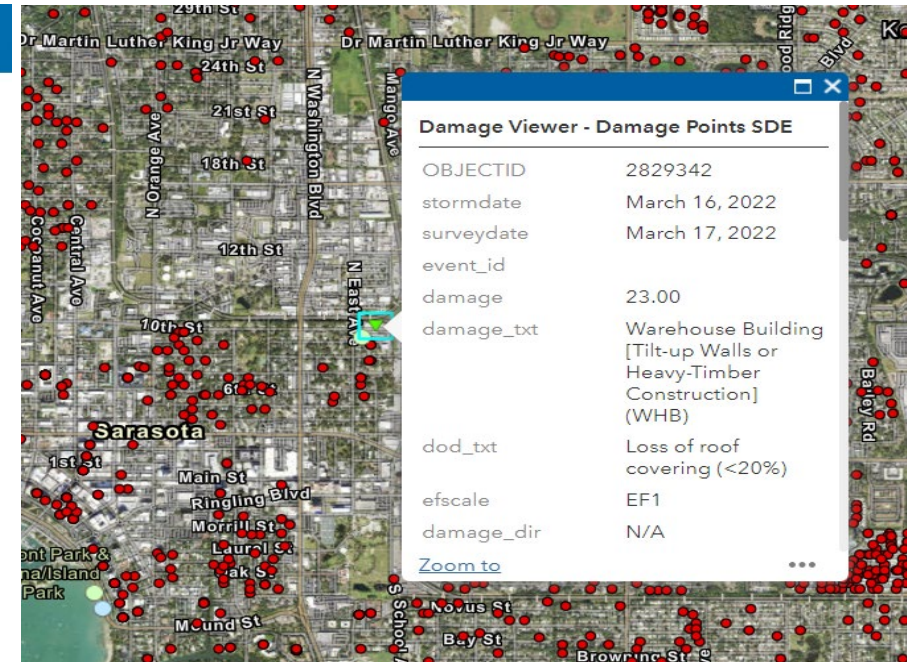 29th St
Dr Martin Luther King Jr Way
Dr Martin Luther King Jr Way
24th St
21st St
18th St
12th St
10th St
N Orange Ave
N Washington Blvd
Mango Ave
Cocoanut Ave
Central Ave
N East Ave
Sarasota
1st St
Main St
Ringling Blvd
Morrill St
Laurel St
Oak St
Mound St
Park &
Island
Park
Damage Viewer - Damage Points SDE
OBJECTID 2829342
stormdate March 16, 2022
surveydate March 17, 2022
event_id
damage 23.00
damage_txt Warehouse Building
[Tilt-up Walls or
Heavy-Timber
Construction]
(WHB)
dod_txt Loss of roof
covering (<20%)
efscale EF1
damage_dir N/A
Zoom to
Blvd
Bailey Rd
Novus St
Bay St
Browning St